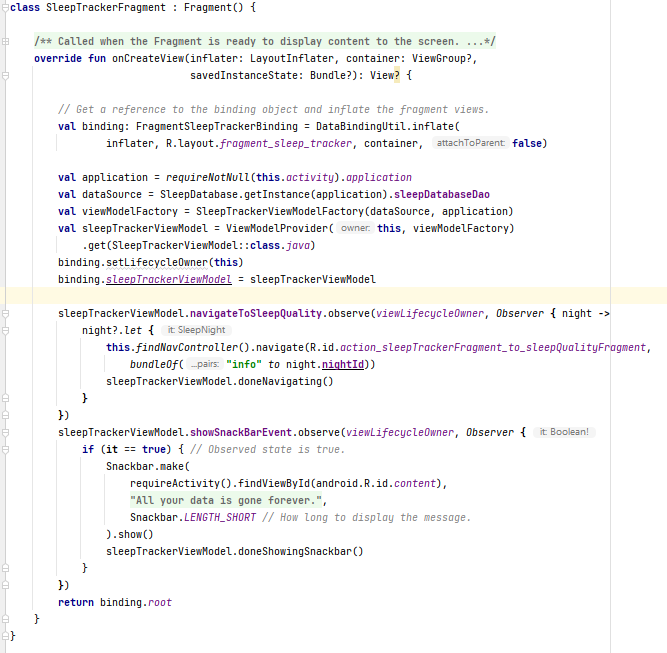 class SleepTrackerFragment : Fragment() {
/** Called when the Fragment is ready to display content to the screen. ...*/
override fun onCreateView(inflater: LayoutInflater, container: ViewGroup?,
savedInstanceState: Bundle?): View? {
// Get a reference to the binding object and inflate the fragment views.
val binding: FragmentSleepTrackerBinding = DataBindingUtil.inflate(
inflater, R.layout.fragment_sleep_tracker, container, attachToParent: false)
val application = requireNotNull(this.activity).application
val dataSource = SleepDatabase.getInstance(application).sleepDatabaseDao
val viewModelFactory = SleepTrackerViewModelFactory(dataSource, application)
val sleepTrackerViewModel = ViewModelProvider( owner: this, viewModelFactory)
.get(SleepTrackerViewModel::class.java)
binding.setLifecycleOwner(this)
binding.sleepTrackerViewModel = sleepTrackerViewModel
sleepTrackerViewModel.navigateToSleepQuality.observe(viewLifecycleOwner, Observer { night ->
night?.let { it: SleepNight
this.findNavController().navigate(R.id.action_sleepTrackerFragment_to_sleepQualityFragment,
bundleOf( ...pairs: "info" to night.nightId))
sleepTrackerViewModel.doneNavigating()
}
})
sleepTrackerViewModel.showSnackBarEvent.observe(viewLifecycleOwner, Observer { it: Boolean!
if (it == true) { // Observed state is true.
Snackbar.make(
requireActivity().findViewById(android.R.id.content),
"All your data is gone forever.",
Snackbar.LENGTH_SHORT // How long to display the message.
).show()
sleepTrackerViewModel.doneShowingSnackbar()
}
})
return binding.root
}
}